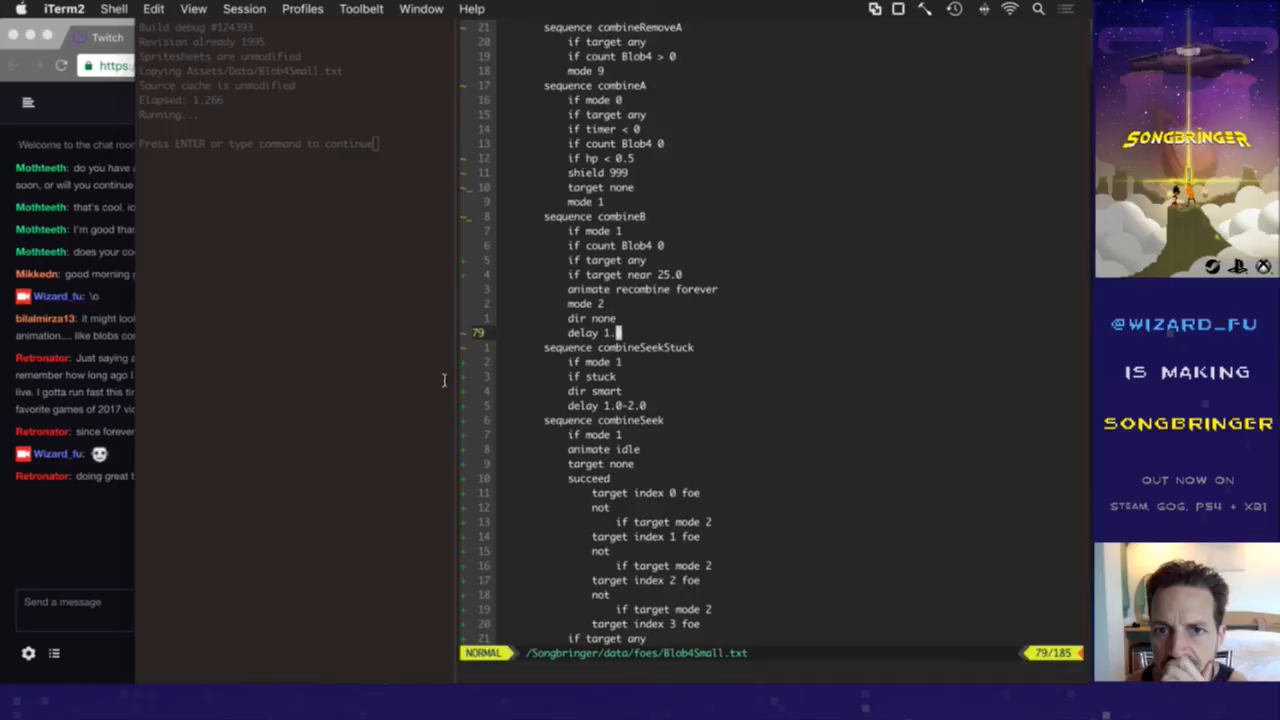 iTerm2 Shell Edit View Session Profiles Toolbelt Window Help
Twitch
https:
Welcome to the chat roo
Mothteeth: do you have a
soon, or will you continue
Mothteeth: that's cool. ic
Mothteeth: I'm good than
Mothteeth: does your co
Mikkedn: good morning g
Wizard_fu: \o
bilalmirza13: it might look
animation.... like blobs co
Retronator: Just saying a
remember how long ago I
live. I gotta run fast this tim
favorite games of 2017 vic
Retronator: since foreve
Wizard_fu:
Retronator: doing great t
Send a message
Build debug #124393
Revision already 1995
Spritesheets are unmodified
Copying Assets/Data/Blob4Small.txt
Source cache is unmodified
Elapsed: 1.266
Running...
Press ENTER or type command to continue
21 sequence combineRemoveA
20 if target any
19 if count Blob4 > 0
18 mode 9
~ 17 sequence combineA
16 if mode 0
15 if target any
14 if timer < 0
13 if count Blob4 0
~ 12 if hp < 0.5
~ 11 shield 999
~_ 10 target none
9 mode 1
~_ 8 sequence combineB
7 if mode 1
6 if count Blob4 0
+ 5 if target any
+ 4 if target near 25.0
3 animate recombine forever
2 mode 2
1 dir none
~ 79 delay 1.
~ 1 sequence combineSeekStuck
+ 2 if mode 1
+ 3 if stuck
+ 4 dir smart
+ 5 delay 1.0-2.0
+ 6 sequence combineSeek
+ 7 if mode 1
+ 8 animate idle
+ 9 target none
+ 10 succeed
+ 11 target index 0 foe
+ 12 not
+ 13 if target mode 2
+ 14 target index 1 foe
+ 15 not
+ 16 if target mode 2
+ 17 target index 2 foe
+ 18 not
+ 19 if target mode 2
+ 20 target index 3 foe
+ 21 if target any
NORMAL /Songbringer/data/foes/Blob4Small.txt 79/185
SONGBRINGER
@WIZARD_FU
IS MAKING
SONGBRINGER
OUT NOW ON
STEAM, GOG, PS4 + XB1